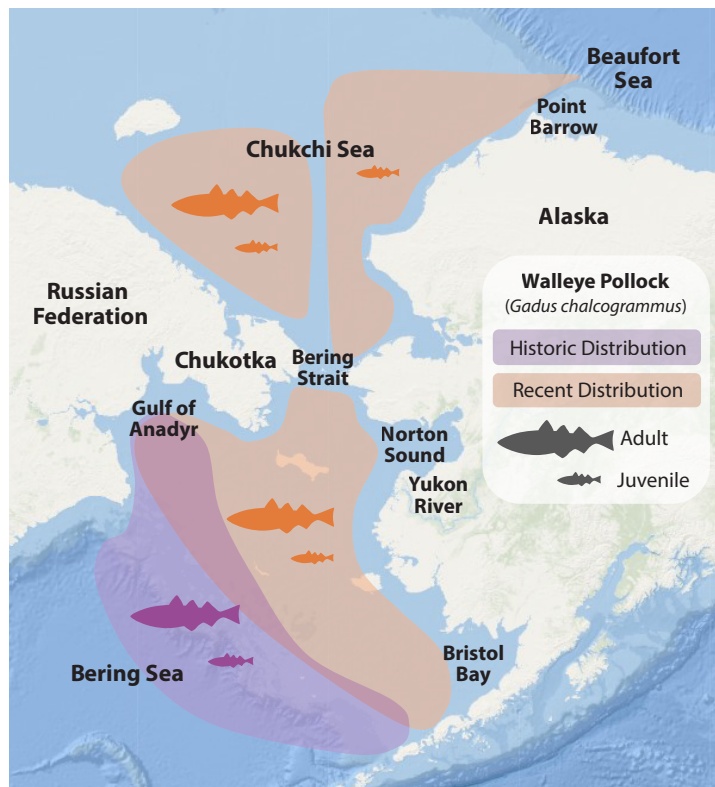 Beaufort
Sea
Point
Barrow
Chukchi Sea
Alaska
Russian
Federation
Walleye Pollock
(Gadus chalcogrammus)
Historic Distribution
Recent Distribution
Adult
Juvenile
Chukotka
Bering
Strait
Gulf of
Anadyr
Norton
Sound
Yukon
River
Bering Sea
Bristol
Bay